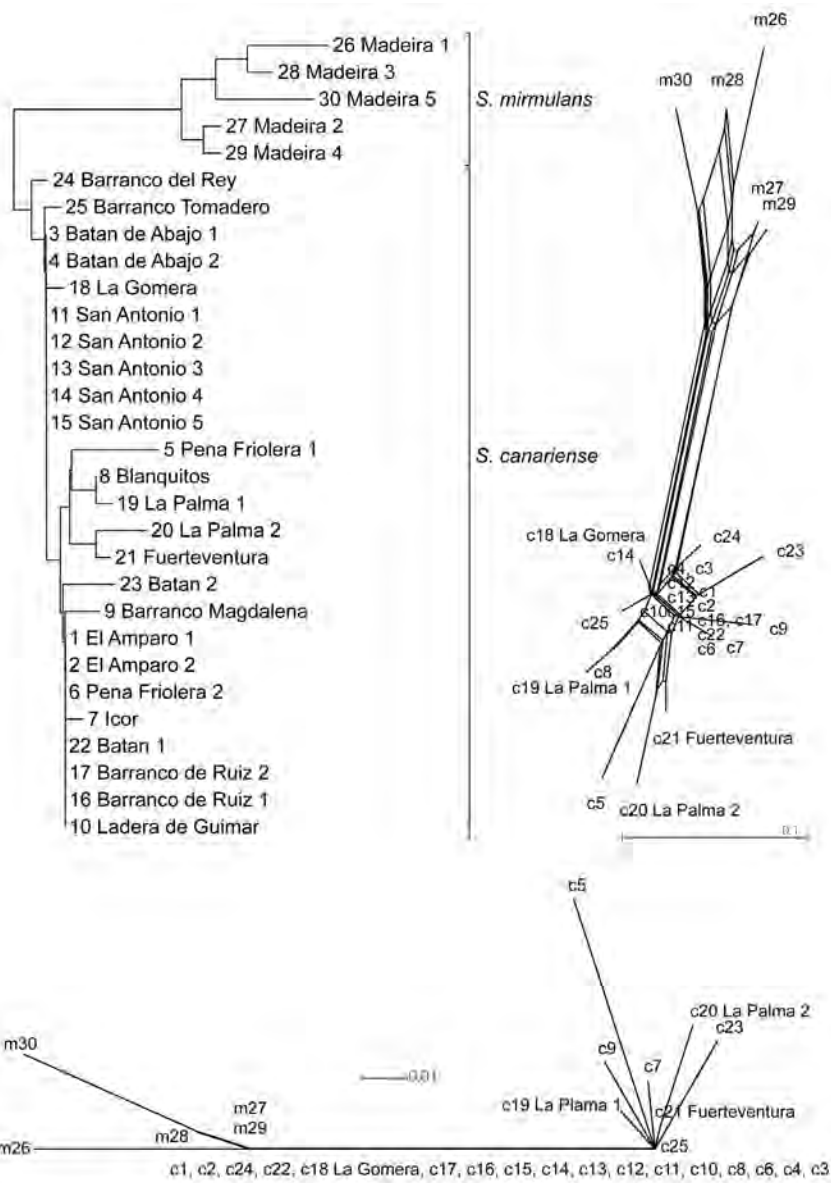 26 Madeira 1
28 Madeira 3
30 Madeira 5
27 Madeira 2
29 Madeira 4
24 Barranco del Rey
25 Barranco Tomadero
3 Batan de Abajo 1
4 Batan de Abajo 2
18 La Gomera
11 San Antonio 1
12 San Antonio 2
13 San Antonio 3
14 San Antonio 4
15 San Antonio 5
5 Pena Friolera 1
8 Blanquitos
19 La Palma 1
20 La Palma 2
21 Fuerteventura
23 Batan 2
9 Barranco Magdalena
1 El Amparo 1
2 El Amparo 2
6 Pena Friolera 2
7 Icor
22 Batan 1
17 Barranco de Ruiz 2
16 Barranco de Ruiz 1
10 Ladera de Guimar
S. mirmulans
S. canariense
m26
m30
m28
m27
m29
c18 La Gomera
c24
c14
c4
c3
c23
c12
c13
c1
c2
c25
c10
c15
c16, c17
c9
c11
c22
c6
c7
c8
c19 La Palma 1
c21 Fuerteventura
c5
c20 La Palma 2
0.1
c5
c20 La Palma 2
c23
m30
c9
c7
0.01
m27
c19 La Plama 1
c21 Fuerteventura
m28
m29
m26
c25
c1, c2, c24, c22, c18 La Gomera, c17, c16, c15, c14, c13, c12, c11, c10, c8, c6, c4, c3